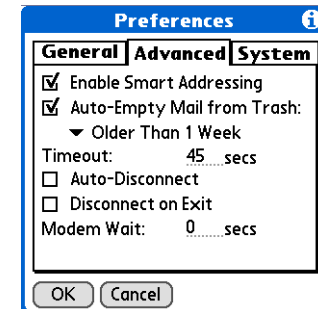 Preferences i
General Advanced System
Enable Smart Addressing
Auto-Empty Mail from Trash:
Older Than 1 Week
Timeout: 45 secs
Auto-Disconnect
Disconnect on Exit
Modem Wait: 0 secs
OK Cancel